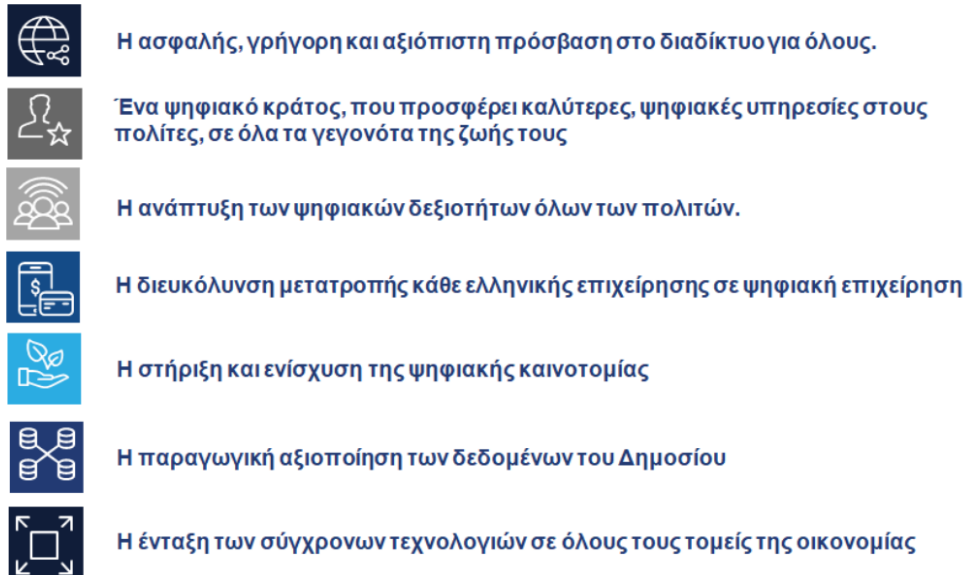 Η ασφαλής, γρήγορη και αξιόπιστη πρόσβαση στο διαδίκτυο για όλους.
Ένα ψηφιακό κράτος, που προσφέρει καλύτερες, ψηφιακές υπηρεσίες στους
πολίτες, σε όλα τα γεγονότα της ζωής τους
Η ανάπτυξη των ψηφιακών δεξιοτήτων όλων των πολιτών.
$
Η διευκόλυνση μετατροπής κάθε ελληνικής επιχείρησης σε ψηφιακή επιχείρηση
Η στήριξη και ενίσχυση της ψηφιακής καινοτομίας
Η παραγωγική αξιοποίηση των δεδομένων του Δημοσίου
Η ένταξη των σύγχρονων τεχνολογιών σε όλους τους τομείς της οικονομίας